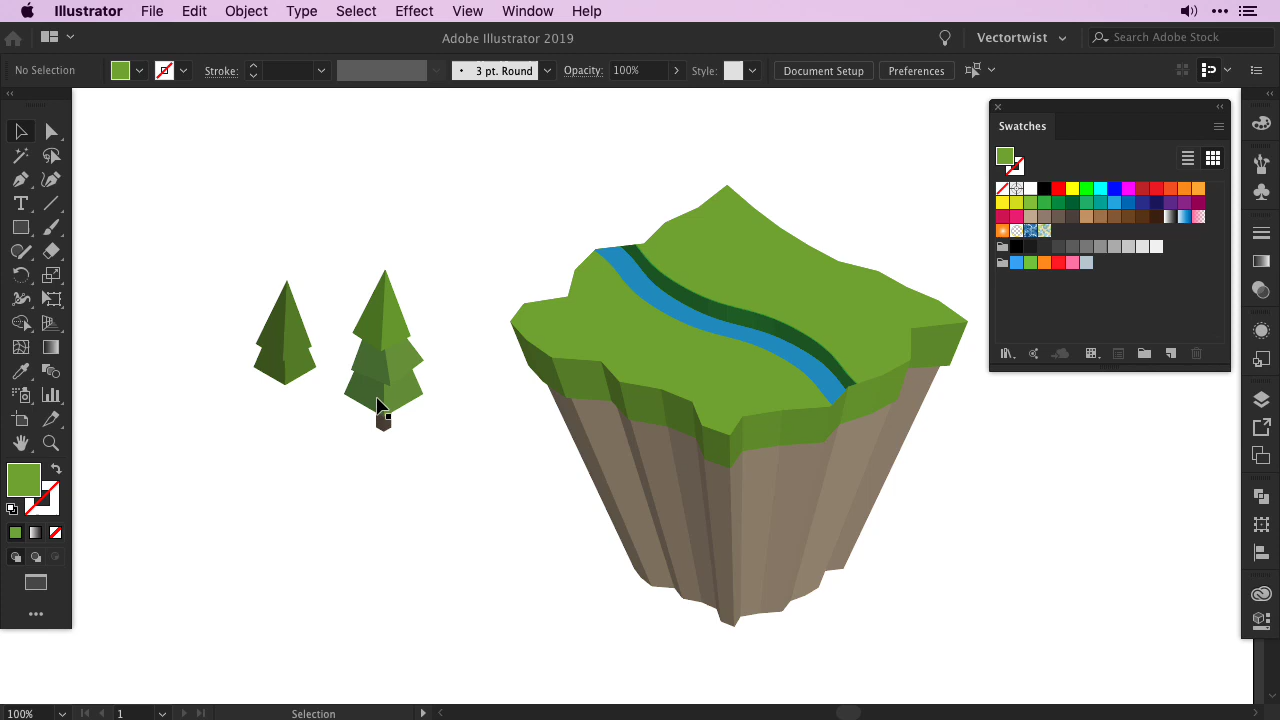 Illustrator File Edit Object Type Select Effect View Window Help
Adobe Illustrator 2019
Vectortwist
Search Adobe Stock
No Selection
Stroke:
3 pt. Round
Opacity: 100%
Style:
Document Setup
Preferences
Swatches
100%
1
Selection